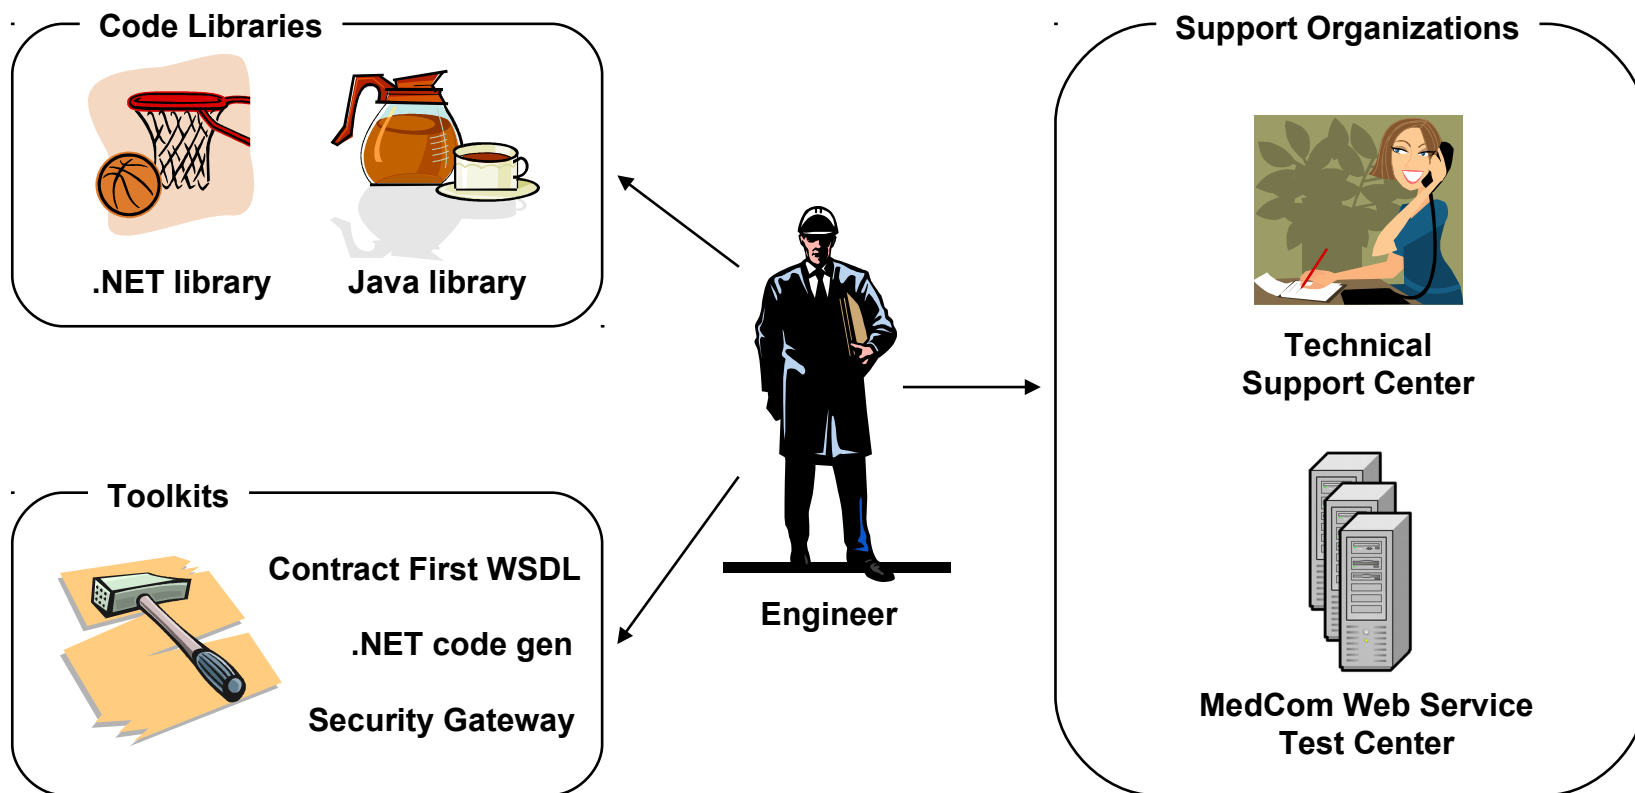 Code Libraries
.NET library
Java library
Toolkits
Contract First WSDL
.NET code gen
Security Gateway
Engineer
Support Organizations
Technical
Support Center
MedCom Web Service
Test Center